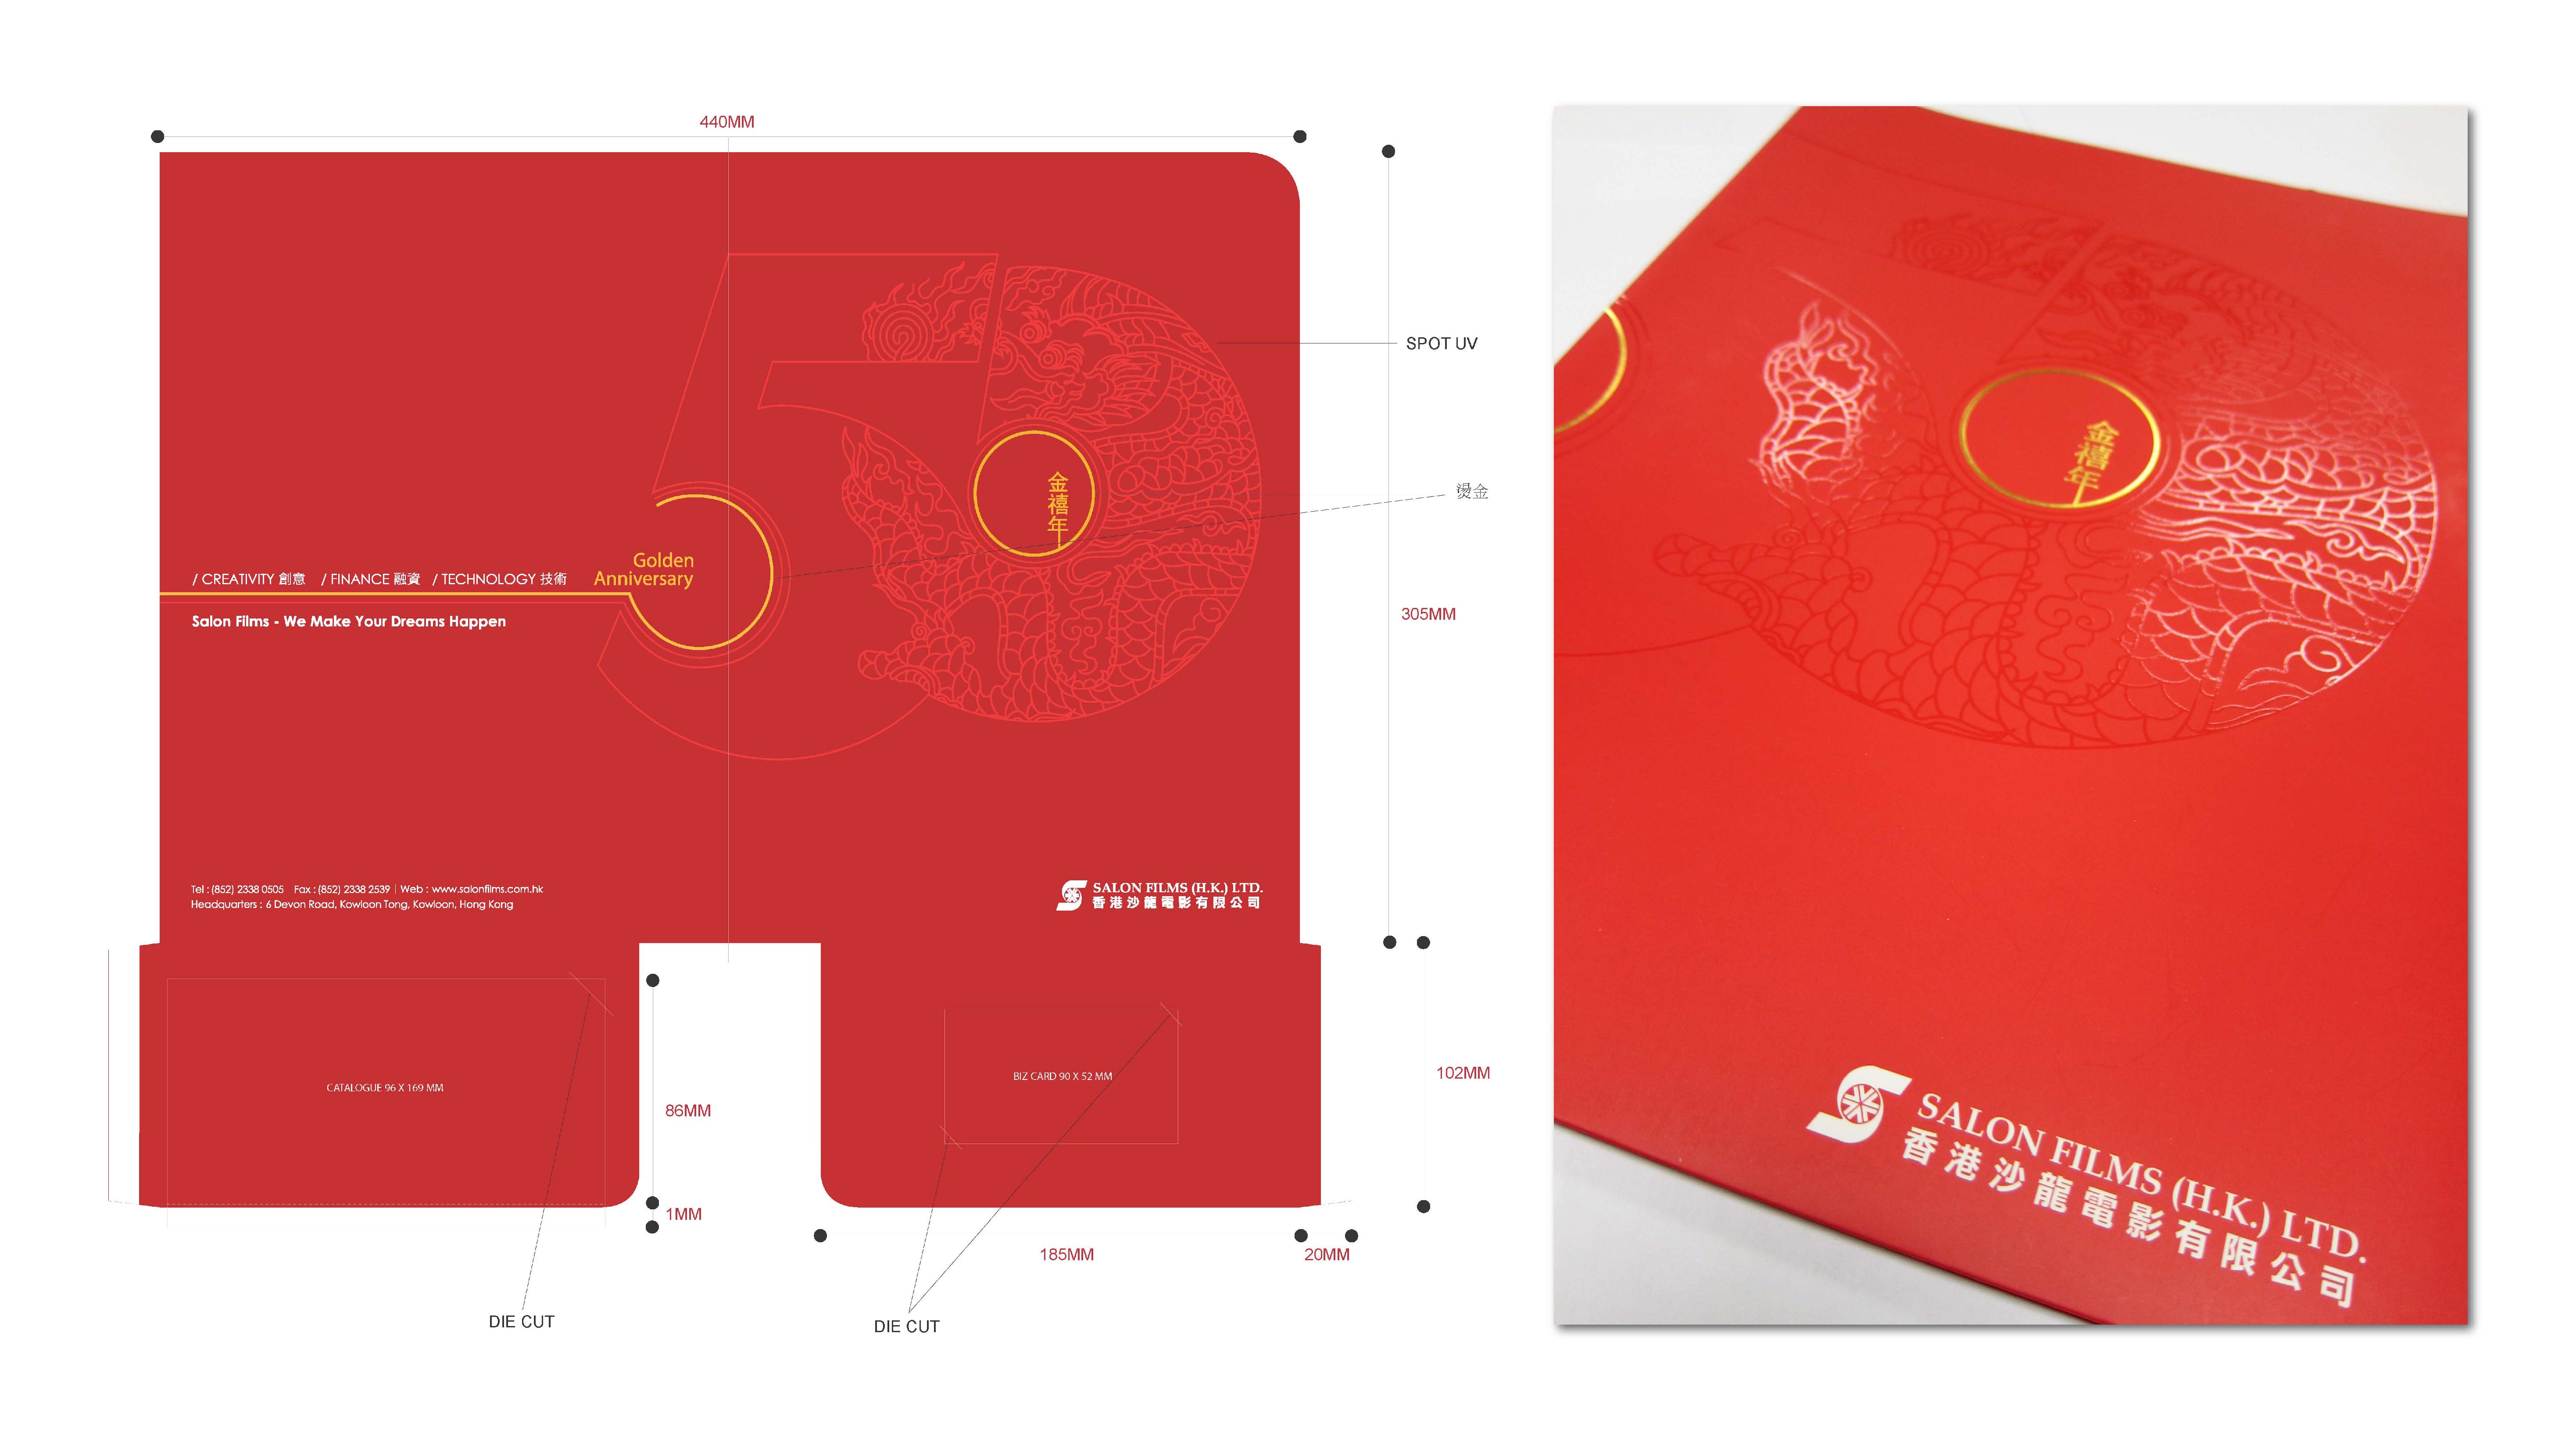 440MM
SPOT UV
燙金
金禧年
Golden
Anniversary
/ CREATIVITY 創意 / FINANCE 融資 / TECHNOLOGY 技術
Salon Films - We Make Your Dreams Happen
305MM
Tel : (852) 2338 0505 Fax : (852) 2338 2539 | Web : www.salonfilms.com.hk
Headquarters : 6 Devon Road, Kowloon Tong, Kowloon, Hong Kong
SALON FILMS (H.K.) LTD.
香港沙龍電影有限公司
CATALOGUE 96 X 169 MM
86MM
1MM
BIZ CARD 90 X 52 MM
102MM
185MM
20MM
DIE CUT
DIE CUT
金禧年
SALON FILMS (H.K.) LTD.
香港沙龍電影有限公司